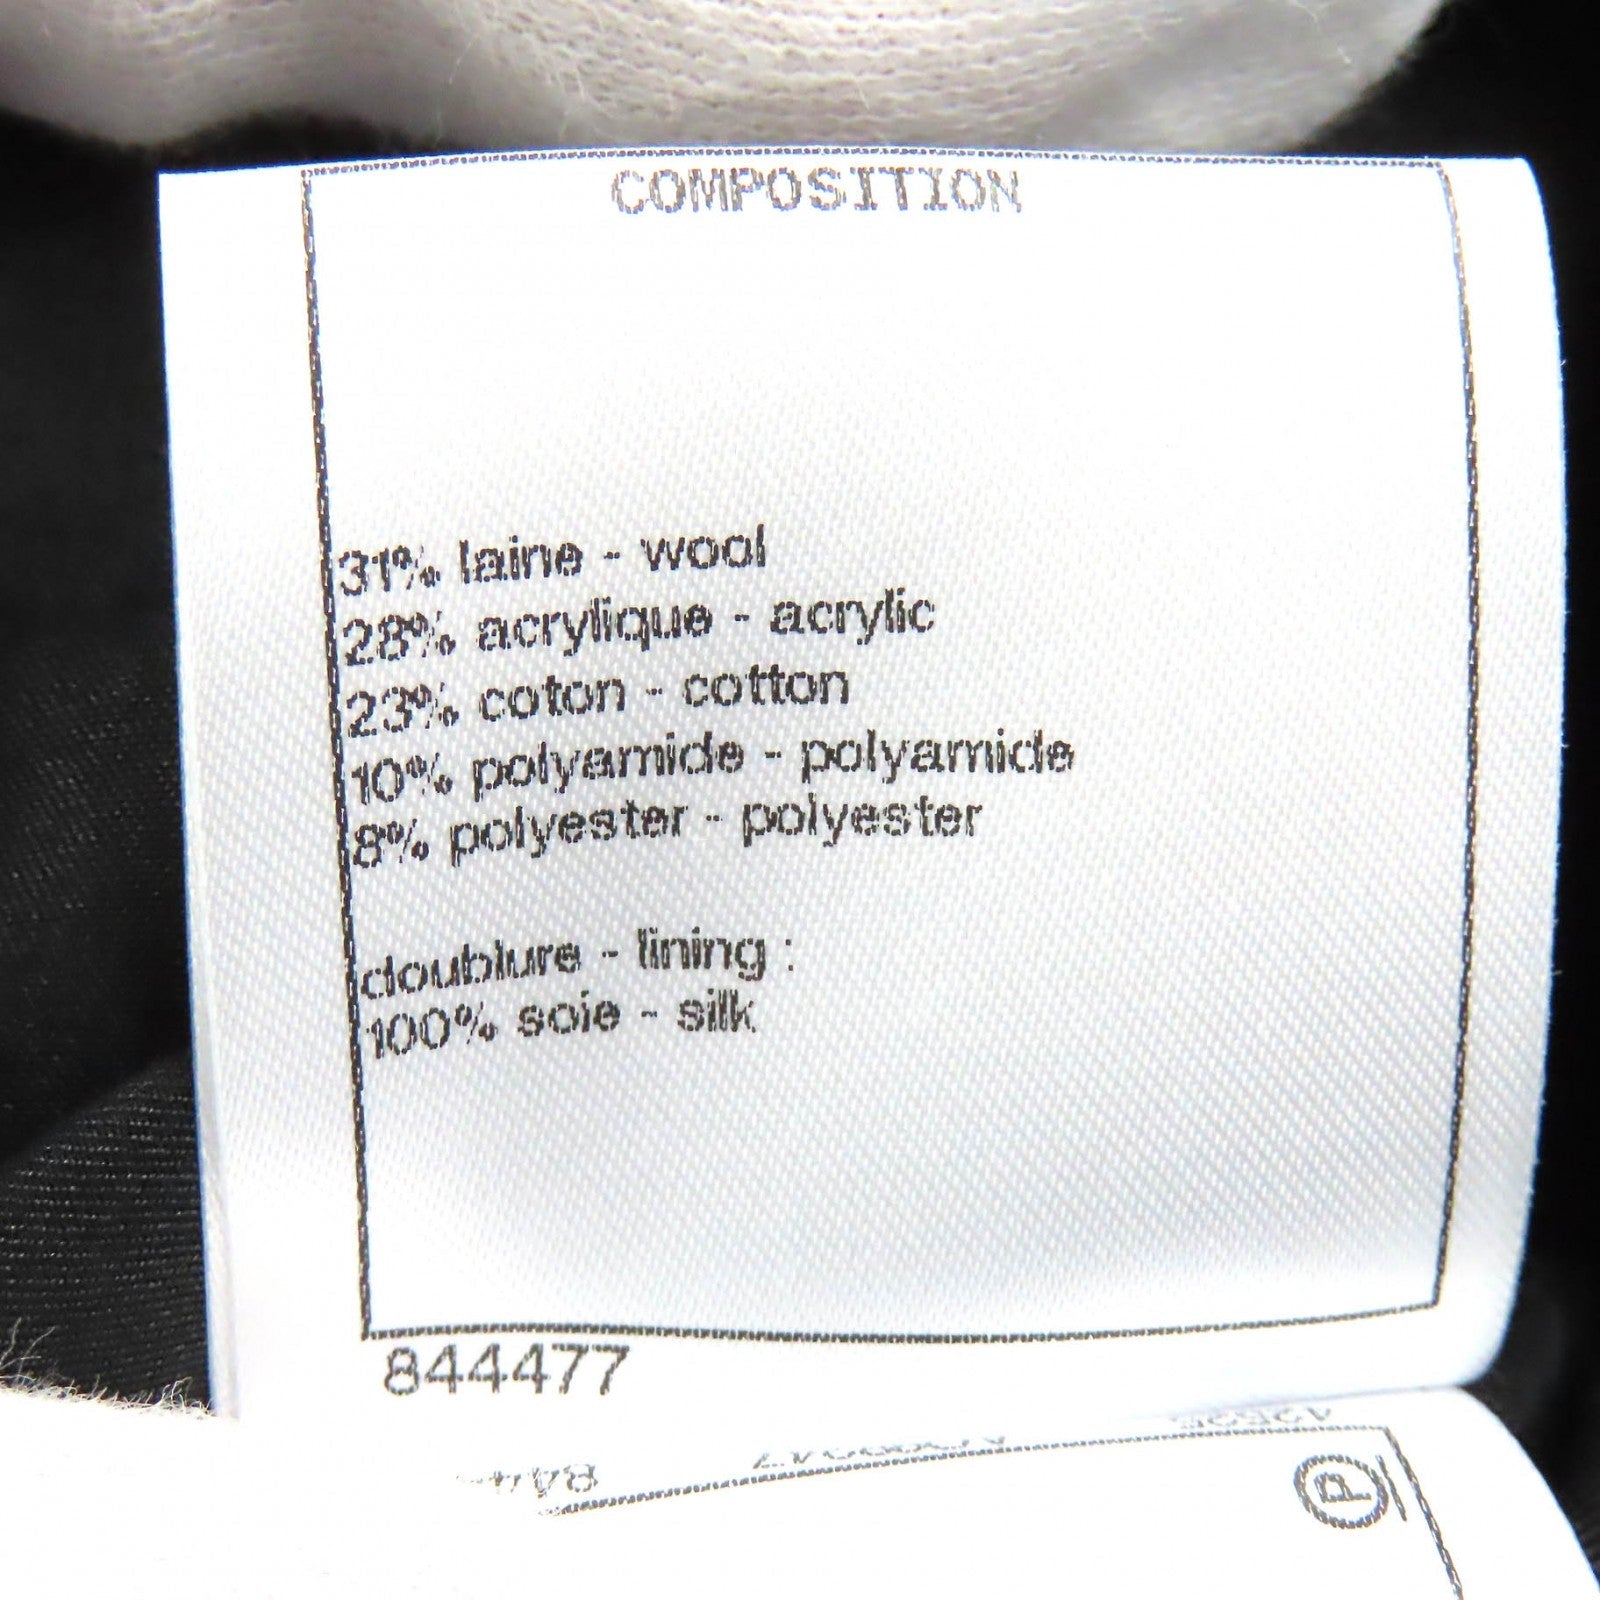 COMPOSITION
31% laine - wool
28% acrylique - acrylic
23% coton - cotton
10% polyamide - polyamide
8% polyester - polyester
doublure - lining :
100% soie - silk
844477
P